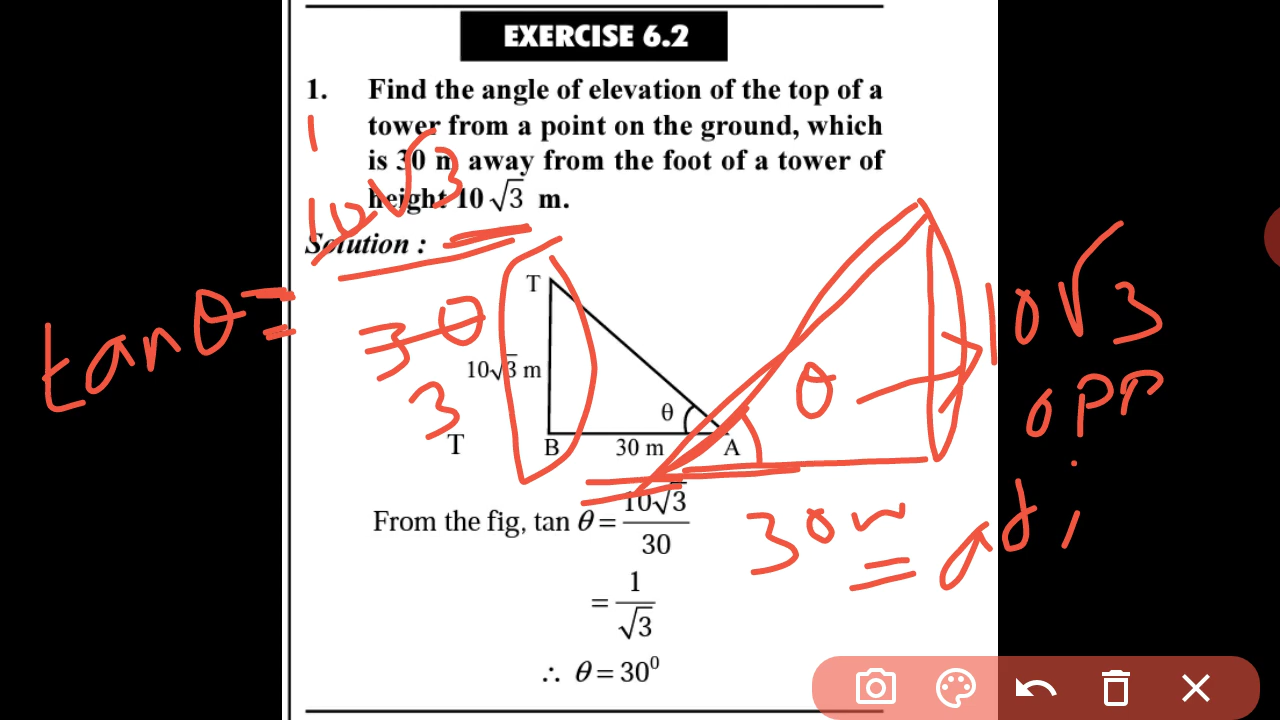 EXERCISE 6.2
1. Find the angle of elevation of the top of a
tower from a point on the ground, which
is 30 m away from the foot of a tower of
height 10 √3 m.
Solution :
1
10√3
tanθ =
30
3
T
10√3 m
θ
T
B
30 m
A
θ
10√3
opp
30m = adj
From the fig, tan θ = 10√3
30
= 1
√3
∴ θ = 30⁰